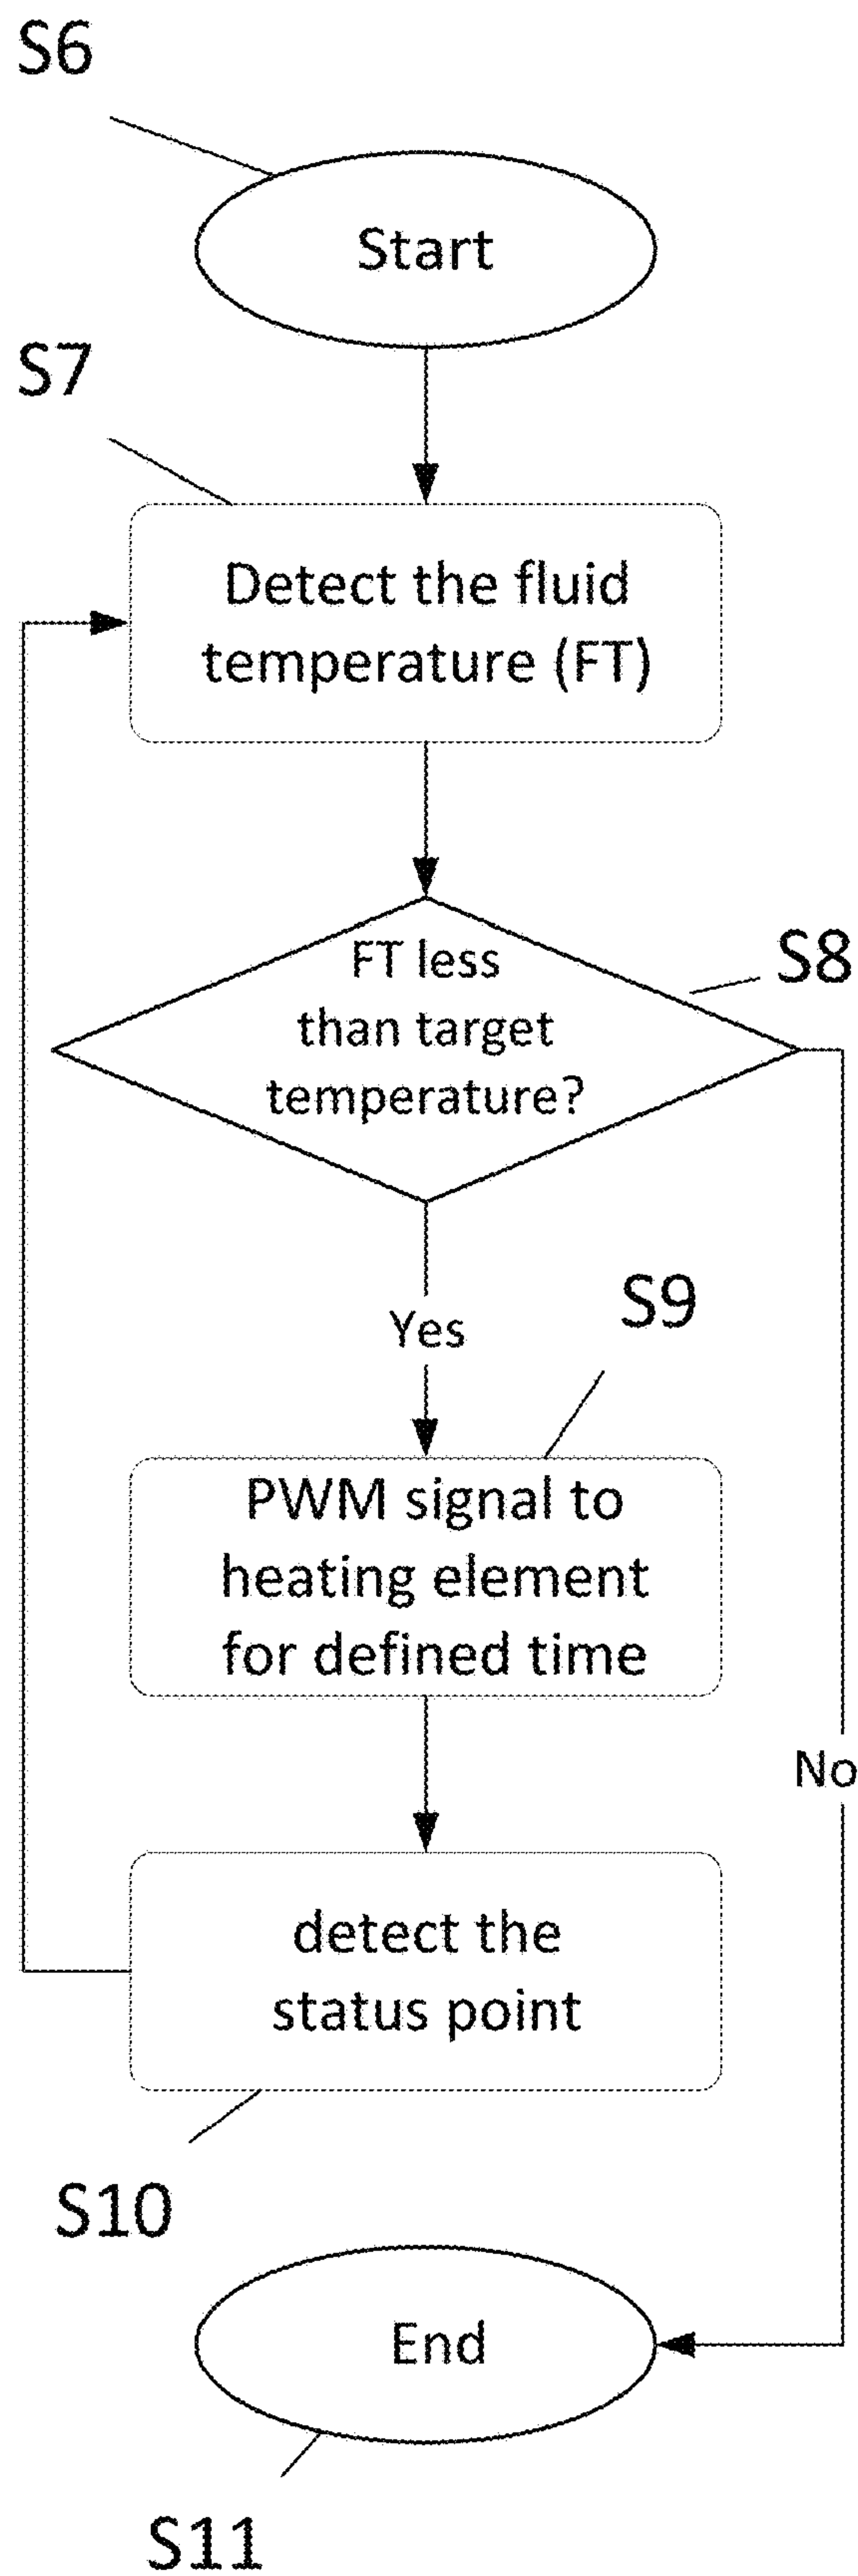 S6
Start
S7
Detect the fluid
temperature (FT)
FT less
than target
temperature?
S8
Yes
S9
PWM signal to
heating element
for defined time
No
detect the
status point
S10
End
S11